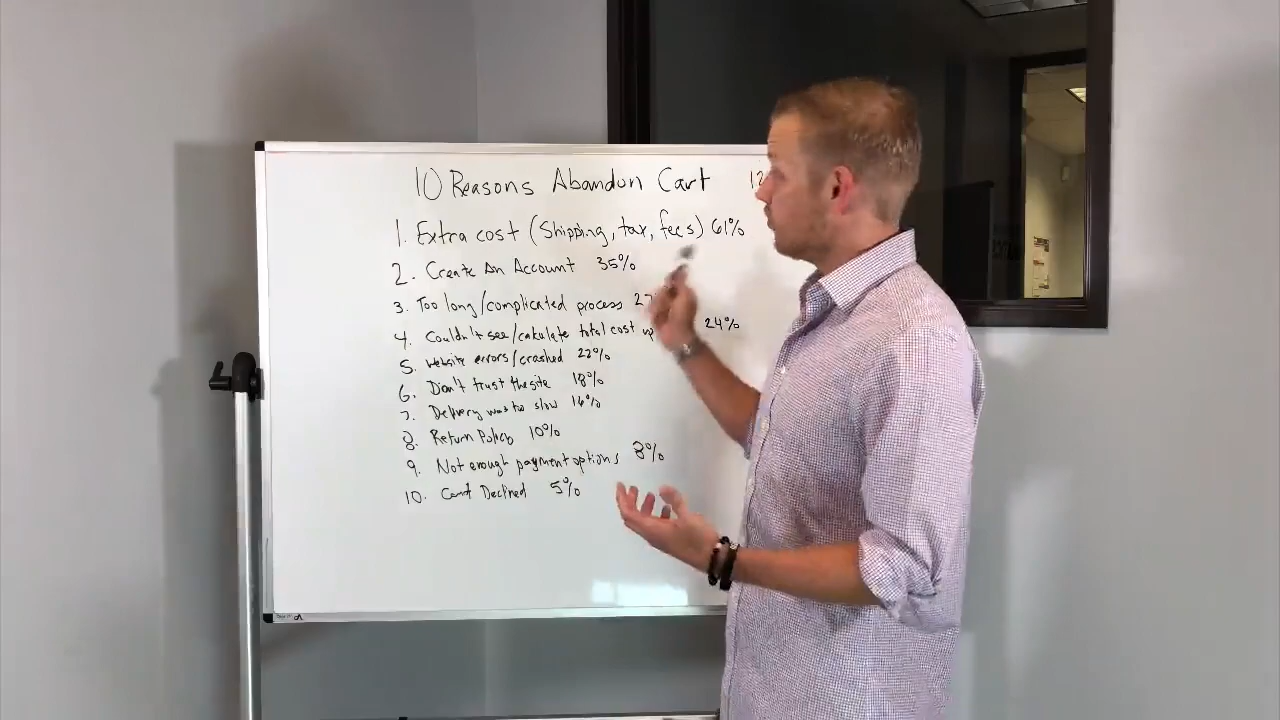 10 Reasons Abandon Cart 12
1. Extra cost (Shipping, tax, fees) 61%
2. Create An Account 35%
3. Too long/complicated process 27
4. Couldn't see/calculate total cost up 24%
5. Website errors/crashed 22%
6. Don't trust the site 18%
7. Delivery was too slow 16%
8. Return Policy 10%
9. Not enough payment options 8%
10. Card Declined 5%